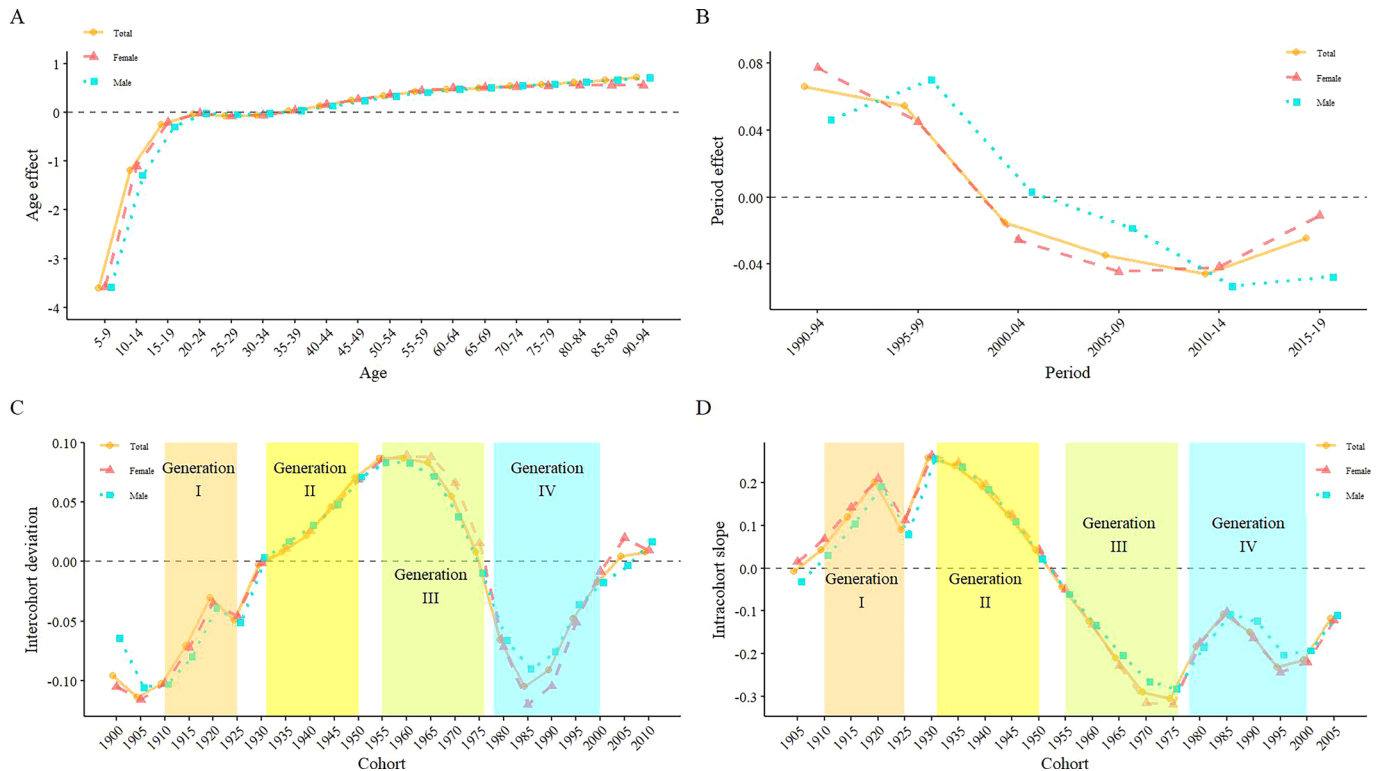 A
Total
Female
Male
Age effect
1
0
-1
-2
-3
-4
5-9
10-14
15-19
20-24
25-29
30-34
35-39
40-44
45-49
50-54
55-59
60-64
65-69
70-74
75-79
80-84
85-89
90-94
Age
B
Total
Female
Male
Period effect
0.08
0.04
0.00
-0.04
1990-94
1995-99
2000-04
2005-09
2010-14
2015-19
Period
C
Total
Female
Male
Generation
I
Generation
II
Generation
III
Generation
IV
Intercohort deviation
0.10
0.05
0.00
-0.05
-0.10
1900
1905
1910
1915
1920
1925
1930
1935
1940
1945
1950
1955
1960
1965
1970
1975
1980
1985
1990
1995
2000
2005
2010
Cohort
D
Total
Female
Male
Generation
I
Generation
II
Generation
III
Generation
IV
Intracohort slope
0.2
0.1
0.0
-0.1
-0.2
-0.3
1905
1910
1915
1920
1925
1930
1935
1940
1945
1950
1955
1960
1965
1970
1975
1980
1985
1990
1995
2000
2005
Cohort